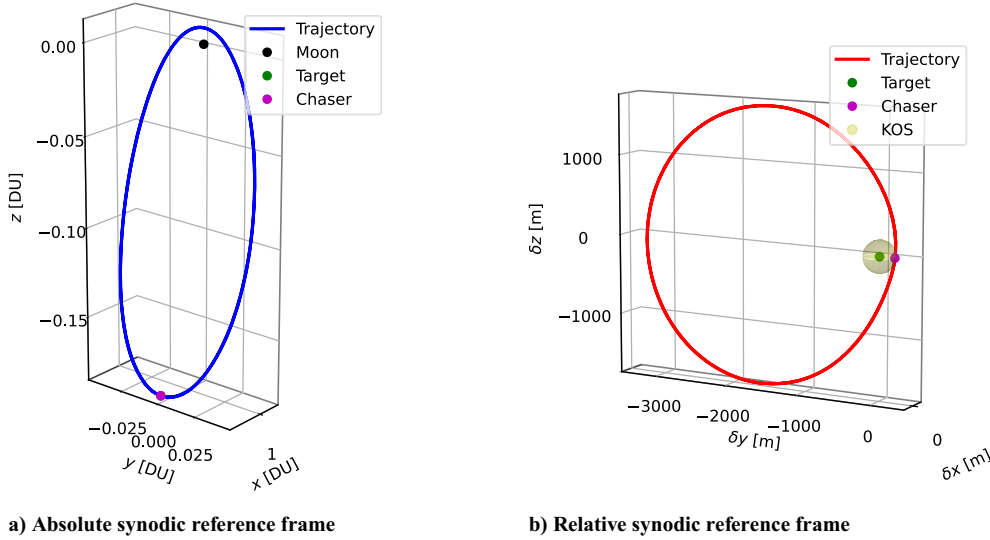 Trajectory
Moon
Target
Chaser
0.00
−0.05
−0.10
−0.15
z [DU]
−0.025
0.000
0.025
y [DU]
1
x [DU]
Trajectory
Target
Chaser
KOS
1000
0
−1000
δz [m]
−3000
−2000
−1000
0
δy [m]
0
δx [m]
a) Absolute synodic reference frame
b) Relative synodic reference frame